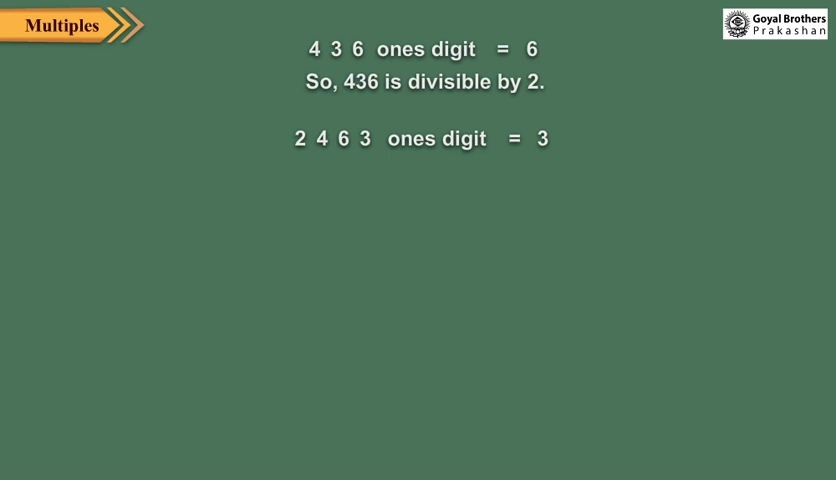 Multiples
Goyal Brothers
Prakashan
4 3 6 ones digit = 6
So, 436 is divisible by 2.
2 4 6 3 ones digit = 3